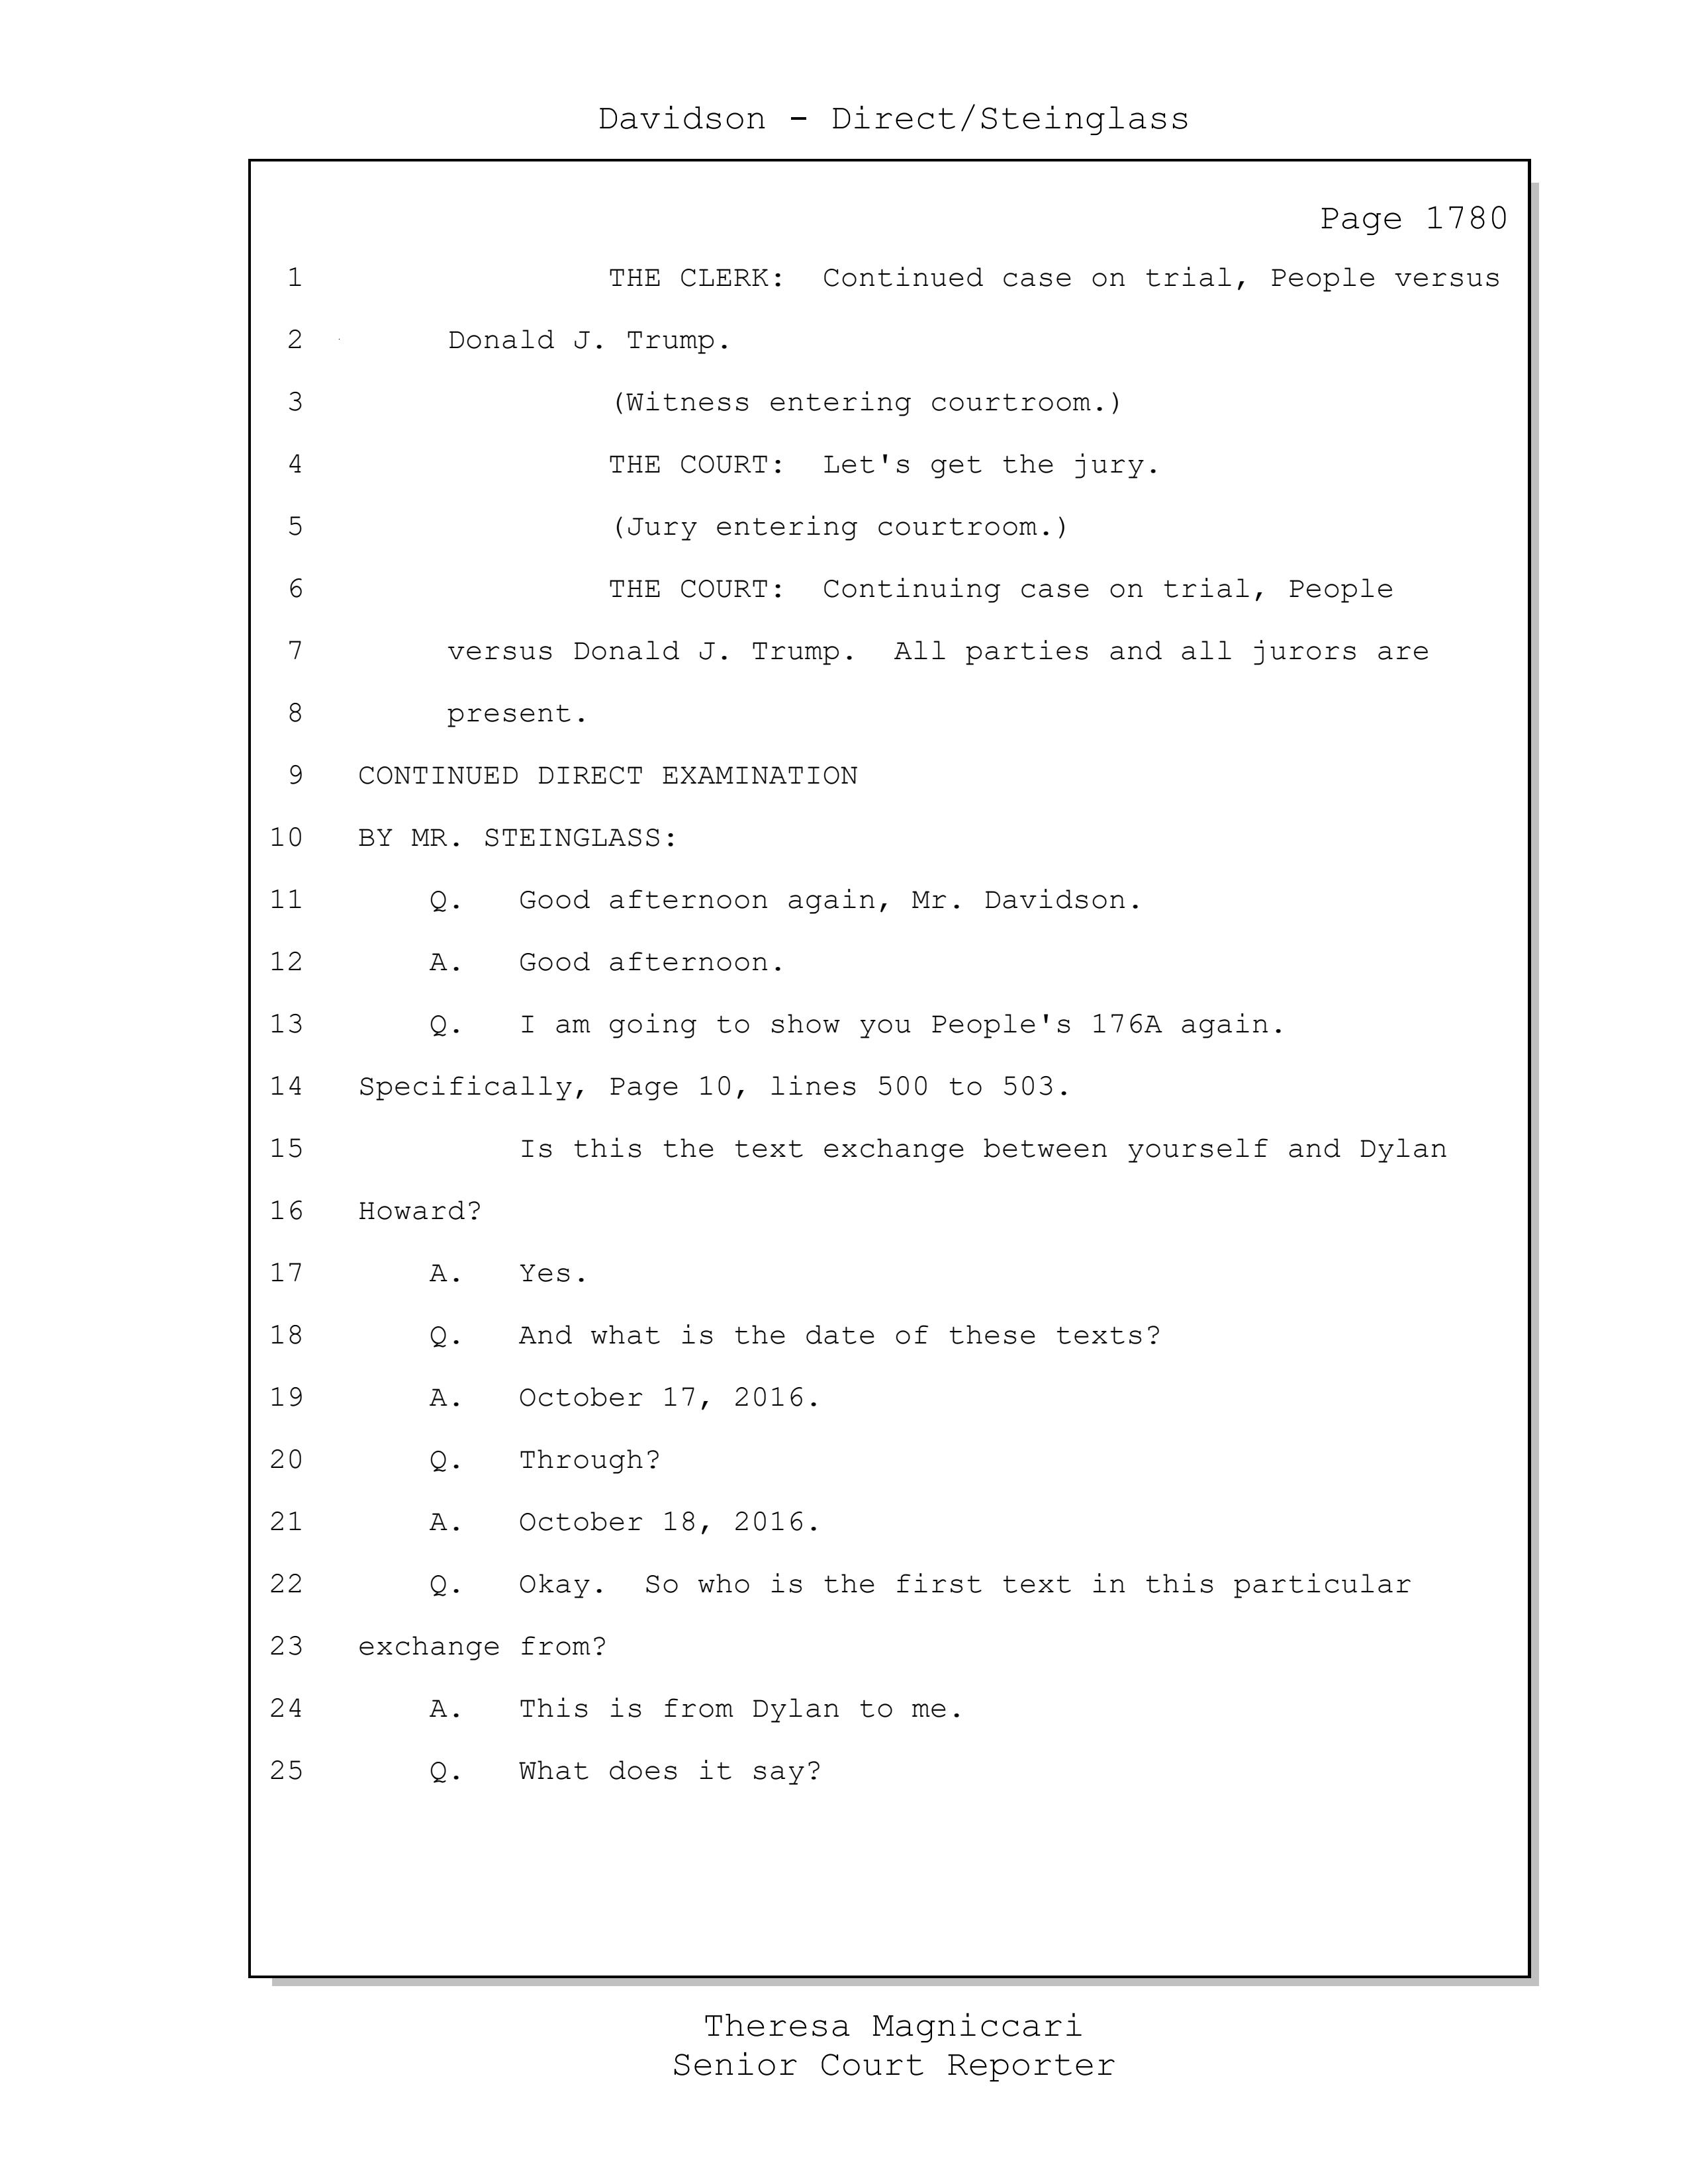 Davidson - Direct/Steinglass
Page 1780
1 THE CLERK: Continued case on trial, People versus
2 Donald J. Trump.
3 (Witness entering courtroom.)
4 THE COURT: Let's get the jury.
5 (Jury entering courtroom.)
6 THE COURT: Continuing case on trial, People
7 versus Donald J. Trump. All parties and all jurors are
8 present.
9 CONTINUED DIRECT EXAMINATION
10 BY MR. STEINGLASS:
11 Q. Good afternoon again, Mr. Davidson.
12 A. Good afternoon.
13 Q. I am going to show you People's 176A again.
14 Specifically, Page 10, lines 500 to 503.
15 Is this the text exchange between yourself and Dylan
16 Howard?
17 A. Yes.
18 Q. And what is the date of these texts?
19 A. October 17, 2016.
20 Q. Through?
21 A. October 18, 2016.
22 Q. Okay. So who is the first text in this particular
23 exchange from?
24 A. This is from Dylan to me.
25 Q. What does it say?
Theresa Magniccari
Senior Court Reporter